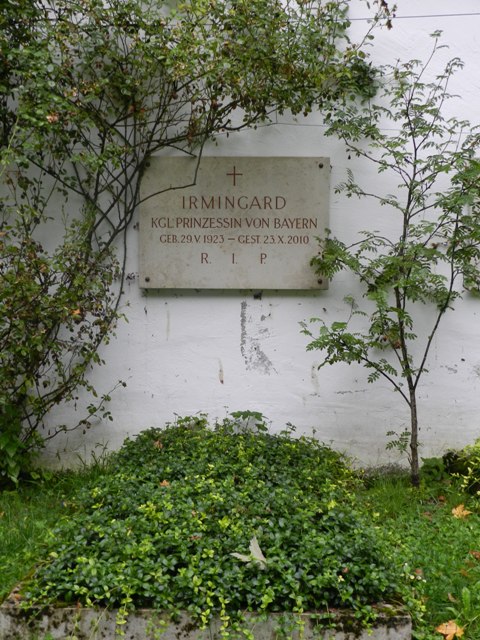 IRMINGARD
KGL. PRINZESSIN VON BAYERN
GEB. 29. V. 1923 – GEST. 23. X. 2010
R. I. P.